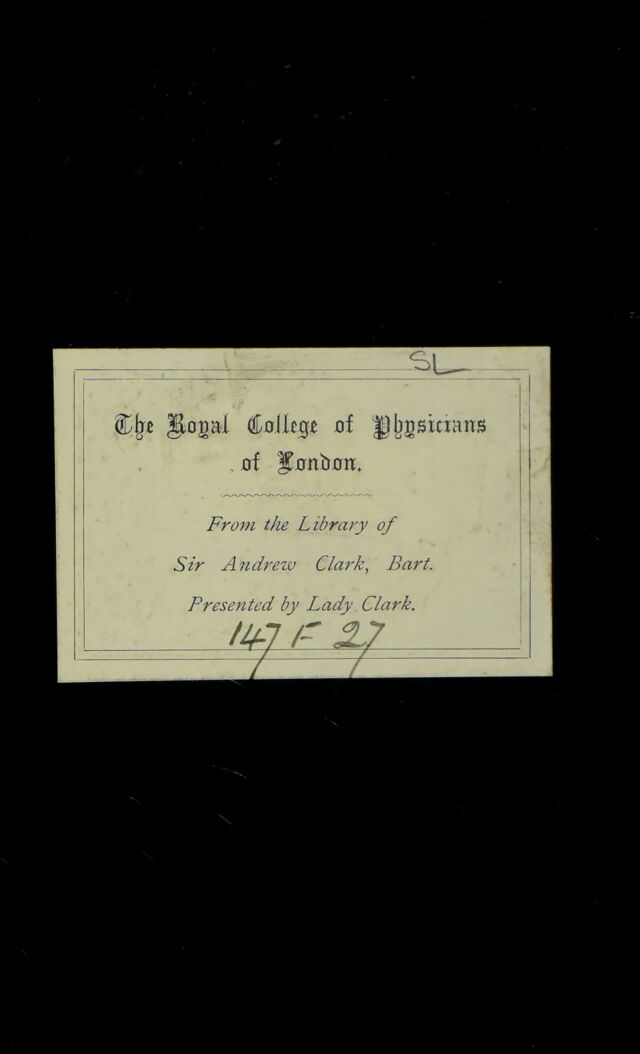 SL
The Royal College of Physicians
of London.
From the Library of
Sir Andrew Clark, Bart.
Presented by Lady Clark.
147 F 27